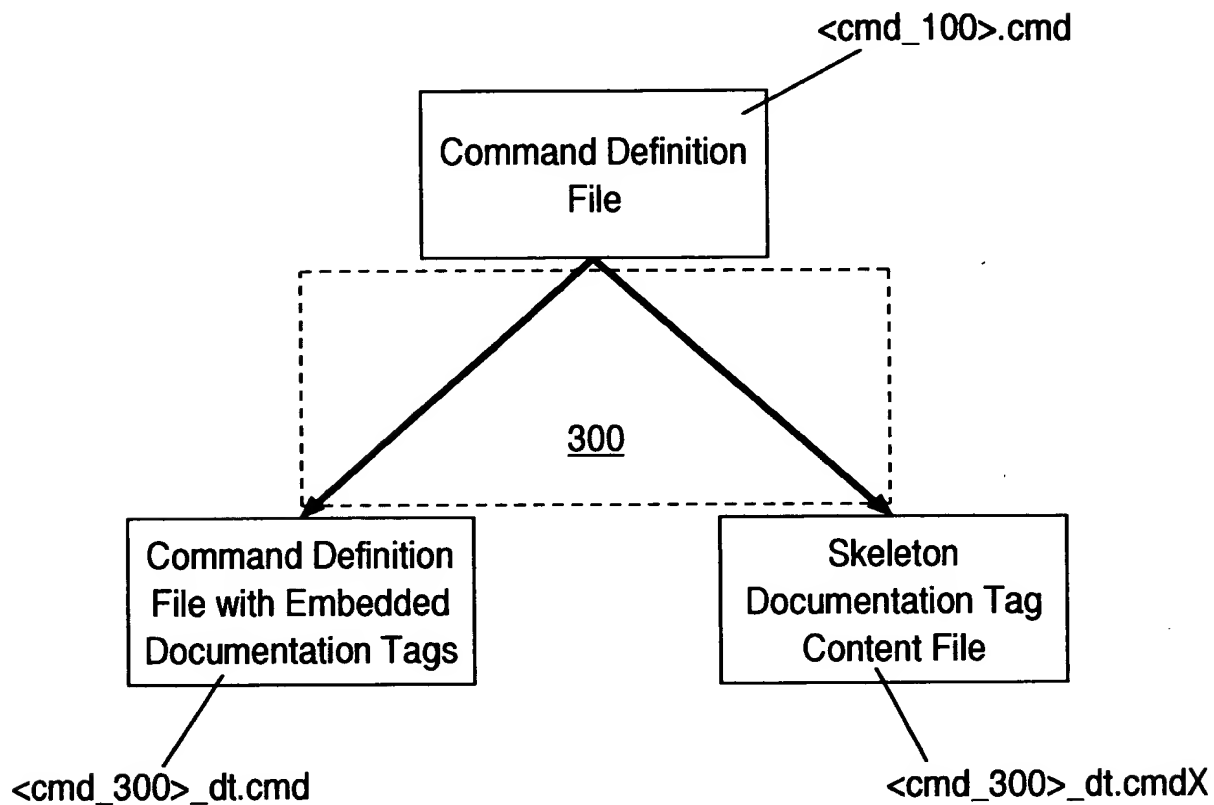 <cmd_100>.cmd
Command Definition
File
300
Command Definition
File with Embedded
Documentation Tags
Skeleton
Documentation Tag
Content File
<cmd_300>_dt.cmd
<cmd_300>_dt.cmdX